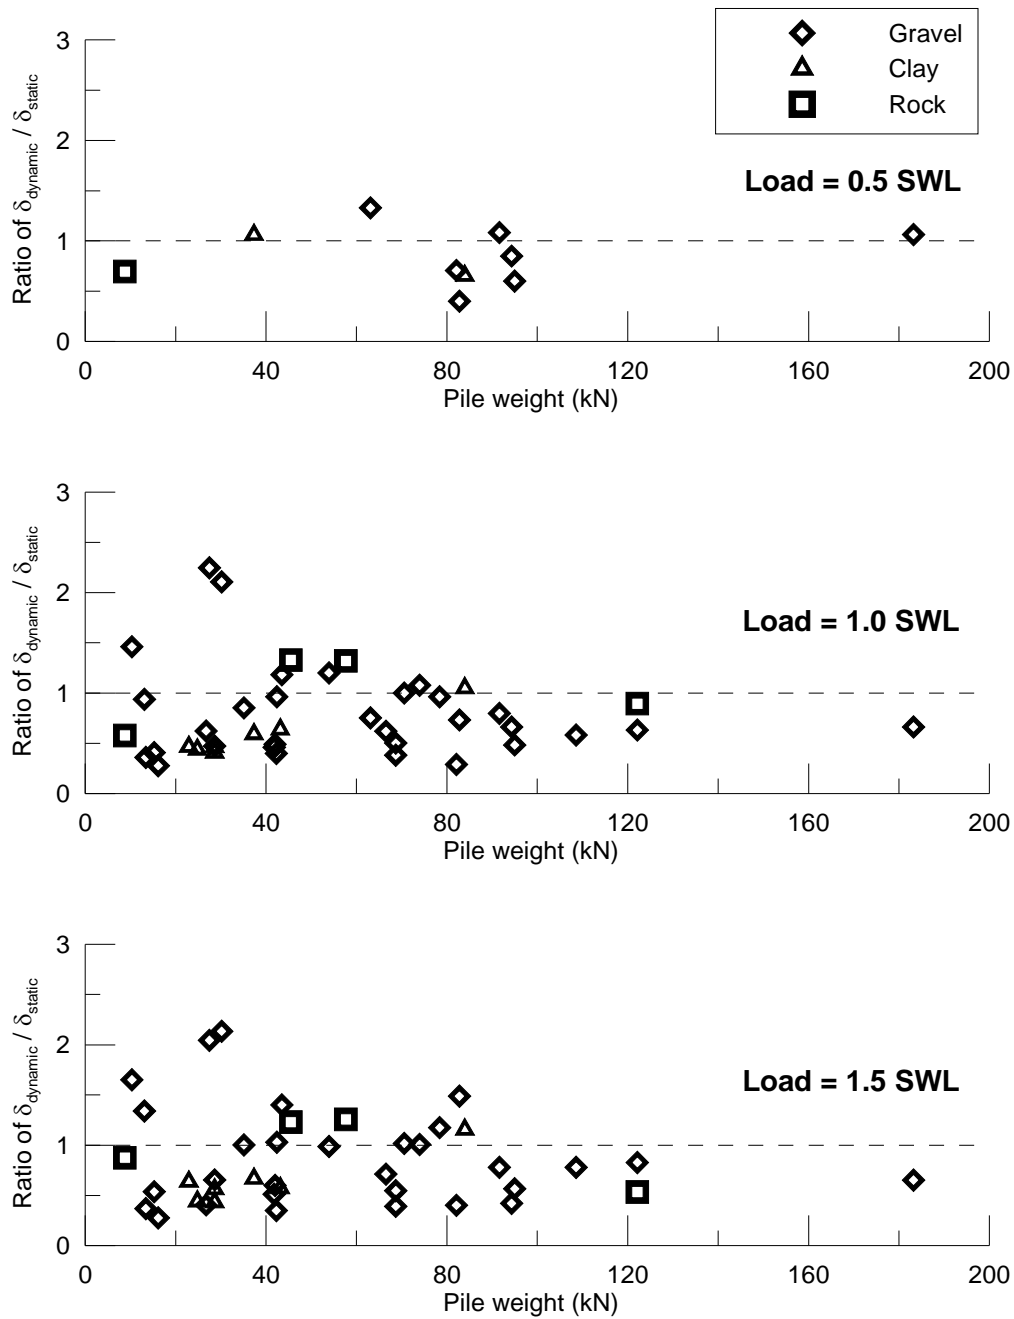 Gravel
Clay
Rock
Ratio of δdynamic / δstatic
3
2
1
0
Load = 0.5 SWL
0 40 80 120 160 200
Pile weight (kN)
Ratio of δdynamic / δstatic
3
2
1
0
Load = 1.0 SWL
0 40 80 120 160 200
Pile weight (kN)
Ratio of δdynamic / δstatic
3
2
1
0
Load = 1.5 SWL
0 40 80 120 160 200
Pile weight (kN)